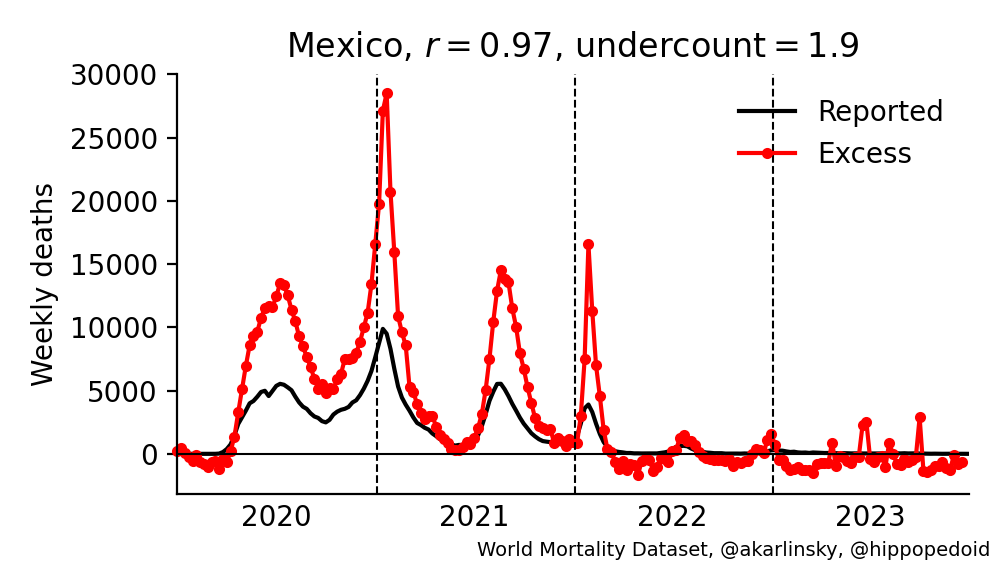 Mexico, r = 0.97, undercount = 1.9
30000
25000
20000
15000
10000
5000
0
Weekly deaths
Reported
Excess
2020 2021 2022 2023
World Mortality Dataset, @akarlinsky, @hippopedoid